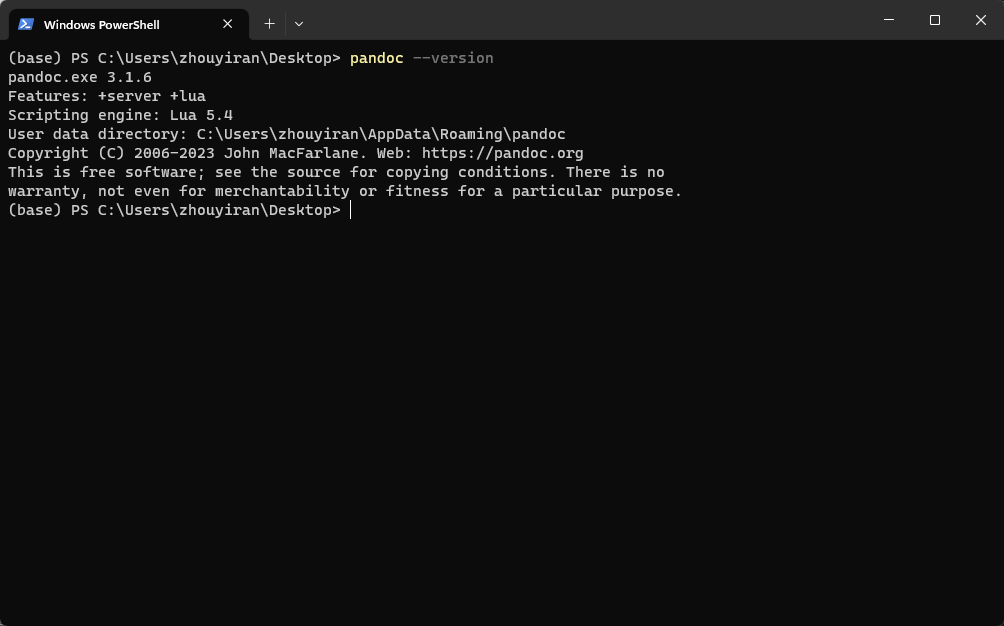 Windows PowerShell
(base) PS C:\Users\zhouyiran\Desktop> pandoc --version
pandoc.exe 3.1.6
Features: +server +lua
Scripting engine: Lua 5.4
User data directory: C:\Users\zhouyiran\AppData\Roaming\pandoc
Copyright (C) 2006-2023 John MacFarlane. Web: https://pandoc.org
This is free software; see the source for copying conditions. There is no
warranty, not even for merchantability or fitness for a particular purpose.
(base) PS C:\Users\zhouyiran\Desktop>